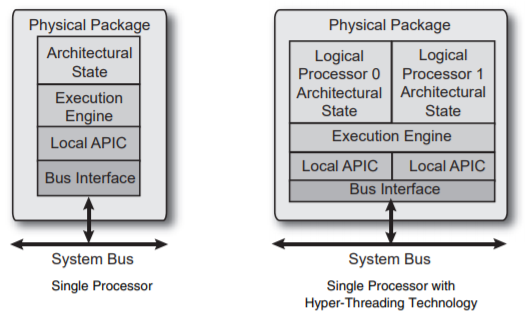 Physical Package
Architectural
State
Execution
Engine
Local APIC
Bus Interface
System Bus
Single Processor
Physical Package
Logical
Processor 0
Architectural
State
Logical
Processor 1
Architectural
State
Execution Engine
Local APIC
Local APIC
Bus Interface
System Bus
Single Processor with
Hyper-Threading Technology